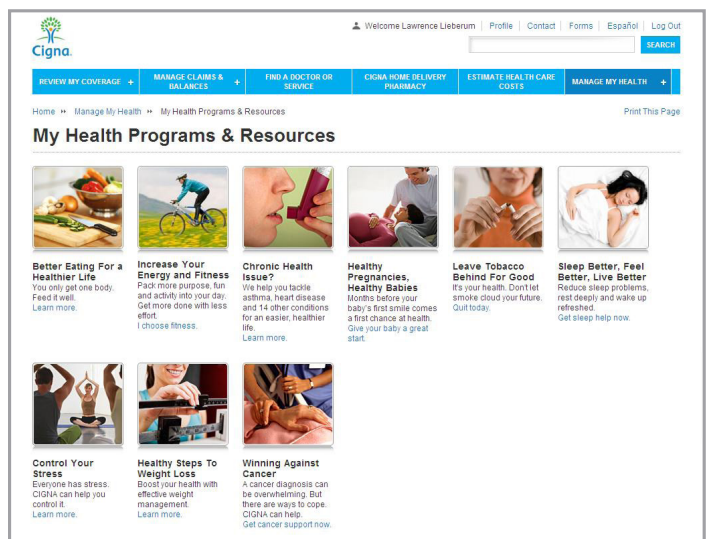 Cigna.
Welcome Lawrence Lieberum | Profile | Contact | Forms | Español | Log Out
SEARCH
REVIEW MY COVERAGE +
MANAGE CLAIMS &
BALANCES +
FIND A DOCTOR OR
SERVICE
CIGNA HOME DELIVERY
PHARMACY
ESTIMATE HEALTH CARE
COSTS
MANAGE MY HEALTH +
Home Manage My Health My Health Programs & Resources
Print This Page
My Health Programs & Resources
Better Eating For a
Healthier Life
You only get one body.
Feed it well.
Learn more.
Increase Your
Energy and Fitness
Pack more purpose, fun
and activity into your day.
Get more done with less
effort.
I choose fitness.
Chronic Health
Issue?
We help you tackle
asthma, heart disease
and 14 other conditions
for an easier, healthier
life.
Learn more.
Healthy
Pregnancies,
Healthy Babies
Months before your
baby's first smile comes
a first chance at health.
Give your baby a great
start.
Leave Tobacco
Behind For Good
It's your health. Don't let
smoke cloud your future.
Quit today.
Sleep Better, Feel
Better, Live Better
Reduce sleep problems,
rest deeply and wake up
refreshed.
Get sleep help now.
Control Your
Stress
Everyone has stress.
CIGNA can help you
control it.
Learn more.
Healthy Steps To
Weight Loss
Boost your health with
effective weight
management.
Learn more.
Winning Against
Cancer
A cancer diagnosis can
be overwhelming. But
there are ways to cope.
CIGNA can help.
Get cancer support now.